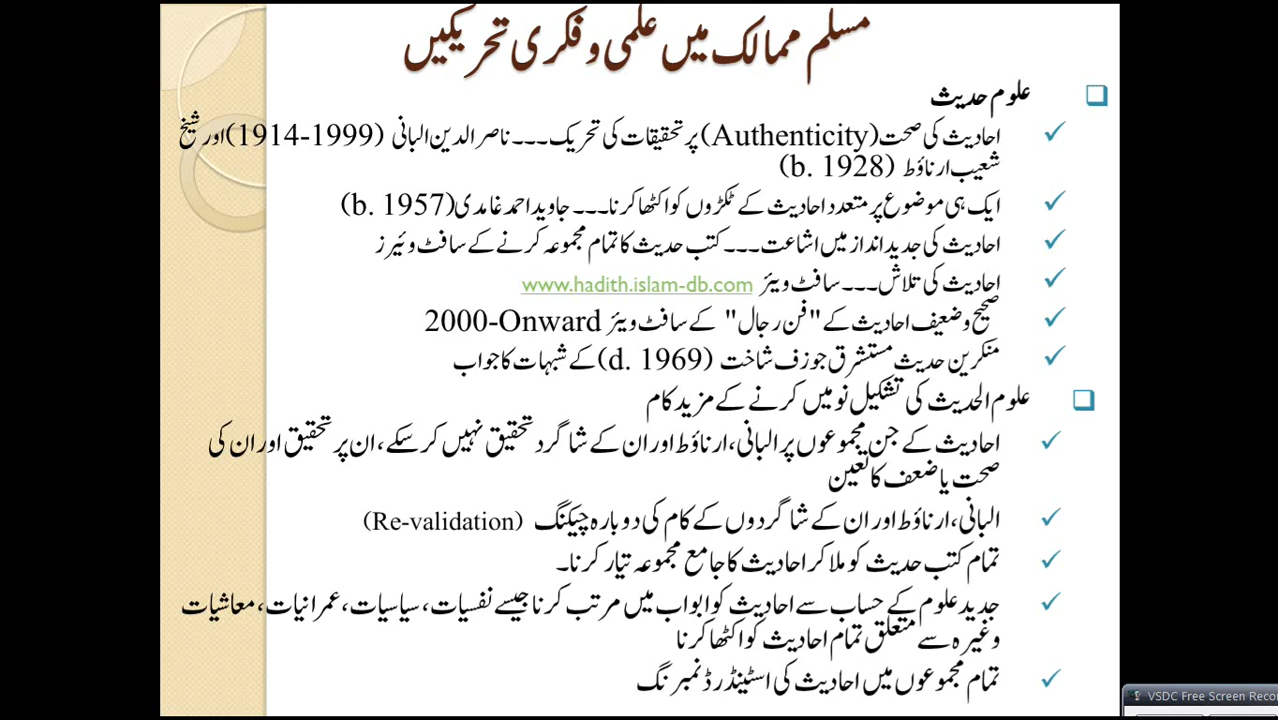 مسلم ممالک میں علمی و فکری تحریکیں
علوم حدیث
احادیث کی صحت(Authenticity) پر تحقیقات کی تحریک۔۔۔ ناصر الدین البانی (1914-1999)اور شیخ
شعیب ارناؤط (b. 1928)
ایک ہی موضوع پر متعدد احادیث کے ٹکڑوں کو اکٹھا کرنا۔۔۔ جاوید احمد غامدی(b. 1957)
احادیث کی جدید انداز میں اشاعت۔۔۔ کتب حدیث کا تمام مجموعہ کرنے کے سافٹ وئیرز
احادیث کی تلاش۔۔۔ سافٹ ویئر www.hadith.islam-db.com
صحیح و ضعیف احادیث کے "فن رجال" کے سافٹ ویئر 2000-Onward
منکرین حدیث مستشرق جوزف شاخت (d. 1969)کے شبہات کا جواب
علوم الحدیث کی تشکیل نو میں کرنے کے مزید کام
احادیث کے جن مجموعوں پر البانی، ارناؤط اور ان کے شاگرد تحقیق نہیں کر سکے، ان پر تحقیق اور ان کی
صحت یا ضعف کا تعین
البانی، ارناؤط اور ان کے شاگردوں کے کام کی دوبارہ چیکنگ (Re-validation)
تمام کتب حدیث کو ملا کر احادیث کا جامع مجموعہ تیار کرنا۔
جدید علوم کے حساب سے احادیث کو ابواب میں مرتب کرنا جیسے نفسیات، سیاسیات، عمرانیات، معاشیات
وغیرہ سے متعلق تمام احادیث کو اکٹھا کرنا
تمام مجموعوں میں احادیث کی اسٹینڈرڈ نمبرنگ
VSDC Free Screen Reco